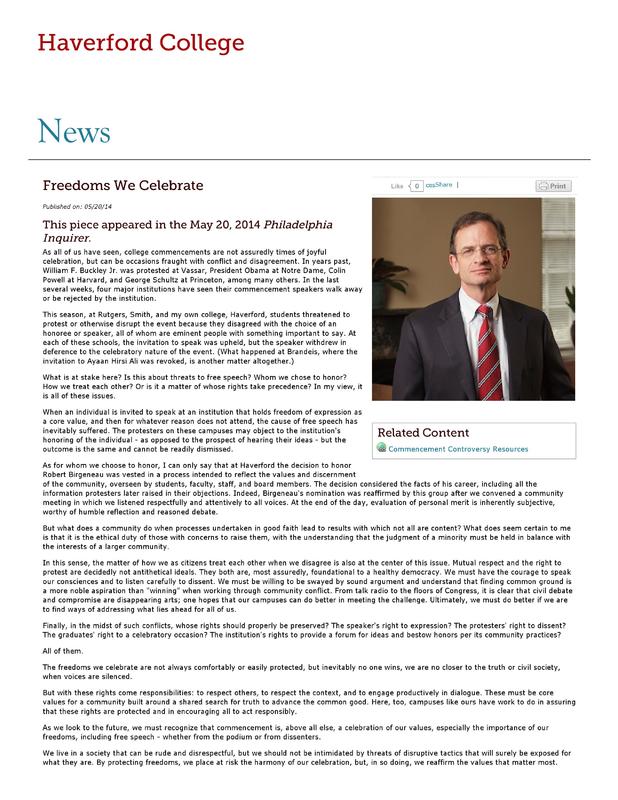 Haverford College
News
Freedoms We Celebrate
Published on: 05/20/14
This piece appeared in the May 20, 2014 Philadelphia
Inquirer.
As all of us have seen, college commencements are not assuredly times of joyful
celebration, but can be occasions fraught with conflict and disagreement. In years past,
William F. Buckley Jr. was protested at Vassar, President Obama at Notre Dame, Colin
Powell at Harvard, and George Schultz at Princeton, among many others. In the last
several weeks, four major institutions have seen their commencement speakers walk away
or be rejected by the institution.
This season, at Rutgers, Smith, and my own college, Haverford, students threatened to
protest or otherwise disrupt the event because they disagreed with the choice of an
honoree or speaker, all of whom are eminent people with something important to say. At
each of these schools, the invitation to speak was upheld, but the speaker withdrew in
deference to the celebratory nature of the event. (What happened at Brandeis, where the
invitation to Ayaan Hirsi Ali was revoked, is another matter altogether.)
What is at stake here? Is this about threats to free speech? Whom we chose to honor?
How we treat each other? Or is it a matter of whose rights take precedence? In my view, it
is all of these issues.
When an individual is invited to speak at an institution that holds freedom of expression as
a core value, and then for whatever reason does not attend, the cause of free speech has
inevitably suffered. The protesters on these campuses may object to the institution's
honoring of the individual - as opposed to the prospect of hearing their ideas - but the
outcome is the same and cannot be readily dismissed.
As for whom we choose to honor, I can only say that at Haverford the decision to honor
Robert Birgeneau was vested in a process intended to reflect the values and discernment
of the community, overseen by students, faculty, staff, and board members. The decision considered the facts of his career, including all the
information protesters later raised in their objections. Indeed, Birgeneau's nomination was reaffirmed by this group after we convened a community
meeting in which we listened respectfully and attentively to all voices. At the end of the day, evaluation of personal merit is inherently subjective,
worthy of humble reflection and reasoned debate.
But what does a community do when processes undertaken in good faith lead to results with which not all are content? What does seem certain to me
is that it is the ethical duty of those with concerns to raise them, with the understanding that the judgment of a minority must be held in balance with
the interests of a larger community.
In this sense, the matter of how we as citizens treat each other when we disagree is also at the center of this issue. Mutual respect and the right to
protest are decidedly not antithetical ideals. They both are, most assuredly, foundational to a healthy democracy. We must have the courage to speak
our consciences and to listen carefully to dissent. We must be willing to be swayed by sound argument and understand that finding common ground is
a more noble aspiration than "winning" when working through community conflict. From talk radio to the floors of Congress, it is clear that civil debate
and compromise are disappearing arts; one hopes that our campuses can do better in meeting the challenge. Ultimately, we must do better if we are
to find ways of addressing what lies ahead for all of us.
Finally, in the midst of such conflicts, whose rights should properly be preserved? The speaker's right to expression? The protesters' right to dissent?
The graduates' right to a celebratory occasion? The institution's rights to provide a forum for ideas and bestow honors per its community practices?
All of them.
The freedoms we celebrate are not always comfortably or easily protected, but inevitably no one wins, we are no closer to the truth or civil society,
when voices are silenced.
But with these rights come responsibilities: to respect others, to respect the context, and to engage productively in dialogue. These must be core
values for a community built around a shared search for truth to advance the common good. Here, too, campuses like ours have work to do in assuring
that these rights are protected and in encouraging all to act responsibly.
As we look to the future, we must recognize that commencement is, above all else, a celebration of our values, especially the importance of our
freedoms, including free speech - whether from the podium or from dissenters.
We live in a society that can be rude and disrespectful, but we should not be intimidated by threats of disruptive tactics that will surely be exposed for
what they are. By protecting freedoms, we place at risk the harmony of our celebration, but, in so doing, we reaffirm the values that matter most.
Like 0 Share | Print
Related Content
Commencement Controversy Resources